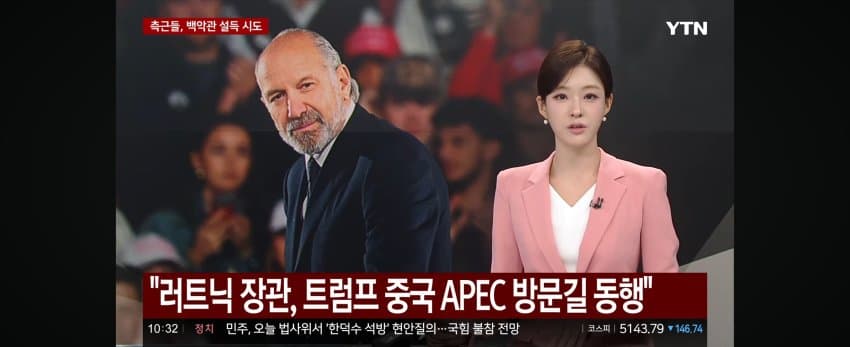 측근들, 백악관 설득 시도
YTN
"러트닉 장관, 트럼프 중국 APEC 방문길 동행"
10:32 정치 민주, 오늘 법사위서 '한덕수 석방' 현안질의…국힘 불참 전망 코스피 5143.79 ▼146.74